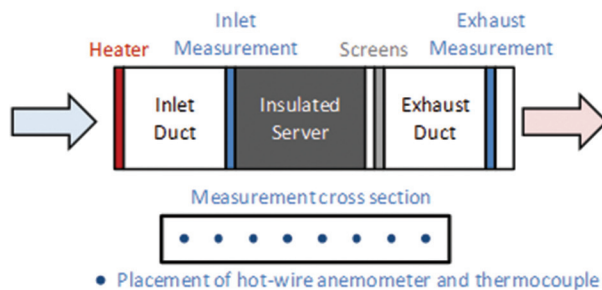 Inlet Exhaust
Heater Measurement Screens Measurement
Inlet Insulated Exhaust
Duct Server Duct
Measurement cross section
Placement of hot-wire anemometer and thermocouple